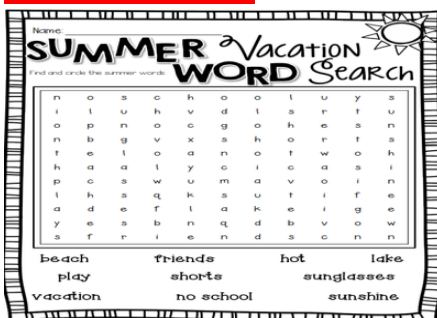 Name:
SUMMER Vacation
WORD Search
Find and circle the summer words
n o s c h o o l u y s
i l u h v d l s r t u
o p n o c g o h e s n
n b g v x s h o r t s
t e l o a n o t w o h
h a a l y c i c a s i
p c s w u m a v o i n
l h s q k s u t i f e
a d e f l a k e i g e
y e s b n q d b v o w
s f r i e n d s c n n
beach friends hot lake
play shorts sunglasses
vacation no school sunshine